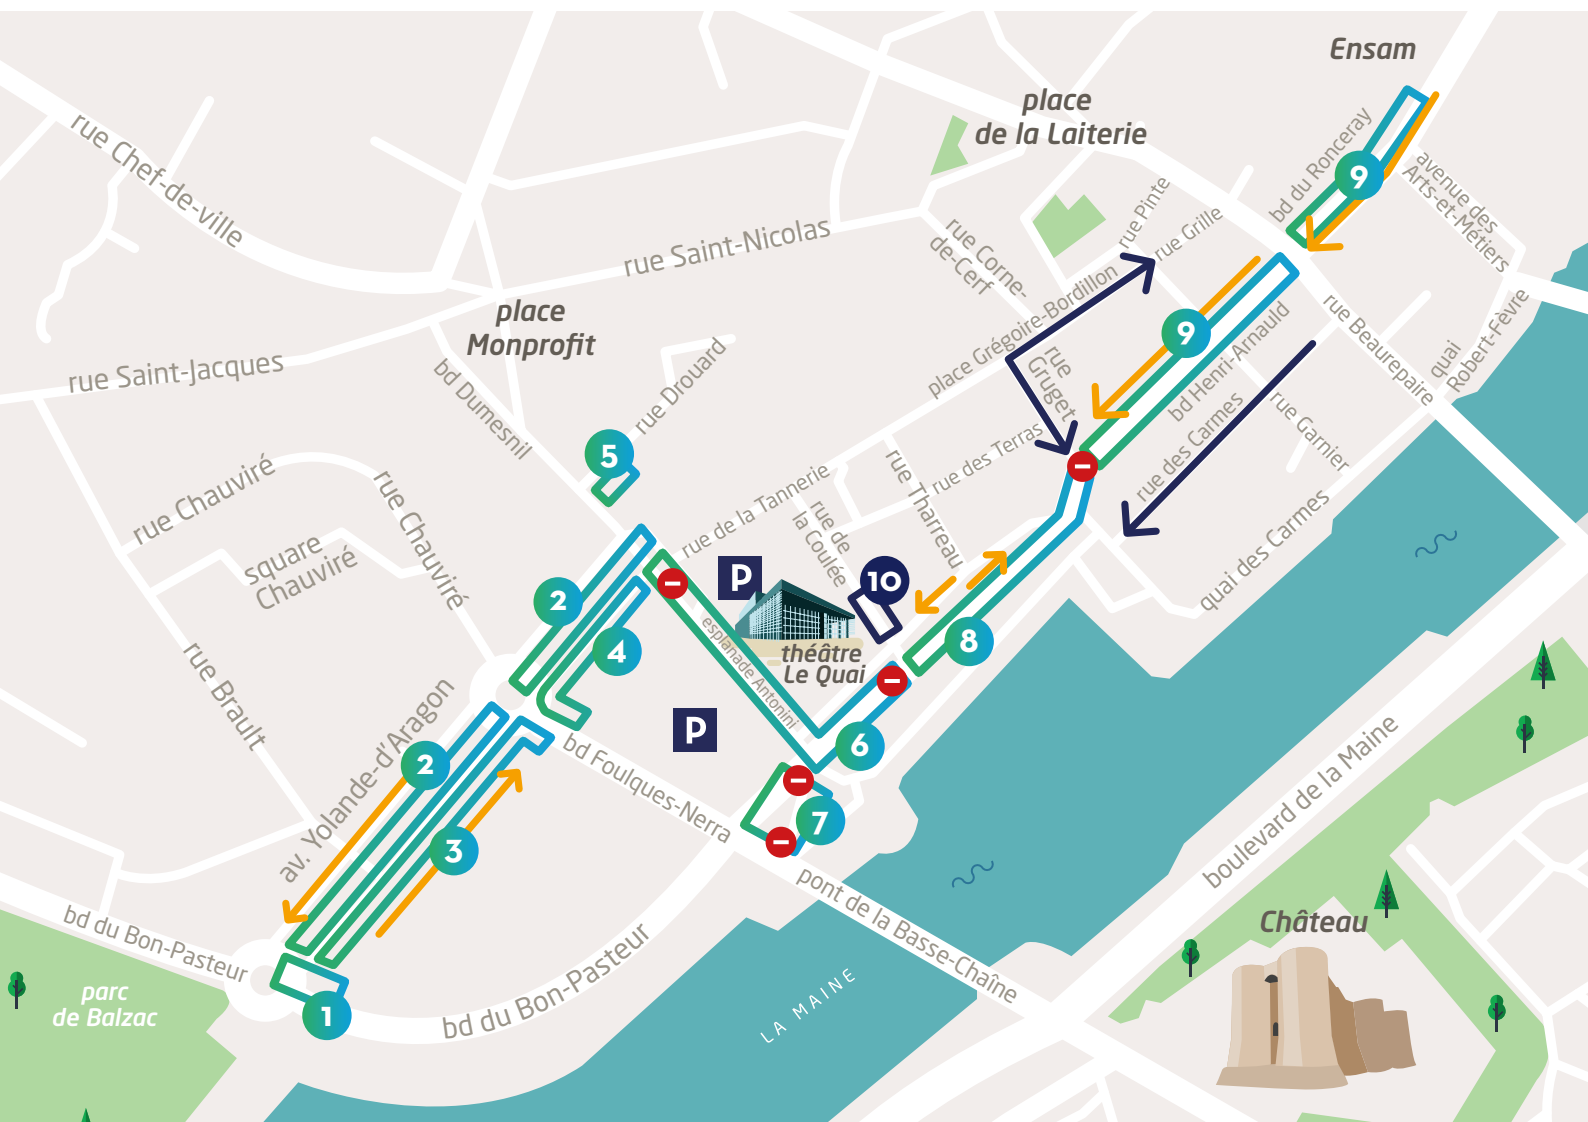 Ensam
place
de la Laiterie
rue Chef-de-ville
bd du Ronceray
9
avenue des
Arts-et-Métiers
rue Pinte
rue Grille
rue Saint-Nicolas
rue Corne-
de-Cerf
place
Monprofit
place Grégoire-Bordillon
rue
Gruget
9
bd Henri-Arnauld
rue Beaurepaire
quai
Robert-Fèvre
rue Saint-Jacques
bd Dumesnil
rue Drouard
5
rue des Carmes
rue Garnier
rue Chauviré
rue Chauviré
square
Chauviré
rue de la Tannerie
rue de
la Coulée
rue Tharreau
rue des Terras
quai des Carmes
P
10
2
4
esplanade Antonini
théâtre
Le Quai
8
rue Brault
av. Yolande-d'Aragon
2
P
6
bd Foulques-Nerra
7
3
boulevard de la Maine
pont de la Basse-Chaîne
Château
bd du Bon-Pasteur
parc
de Balzac
1
bd du Bon-Pasteur
LA MAINE